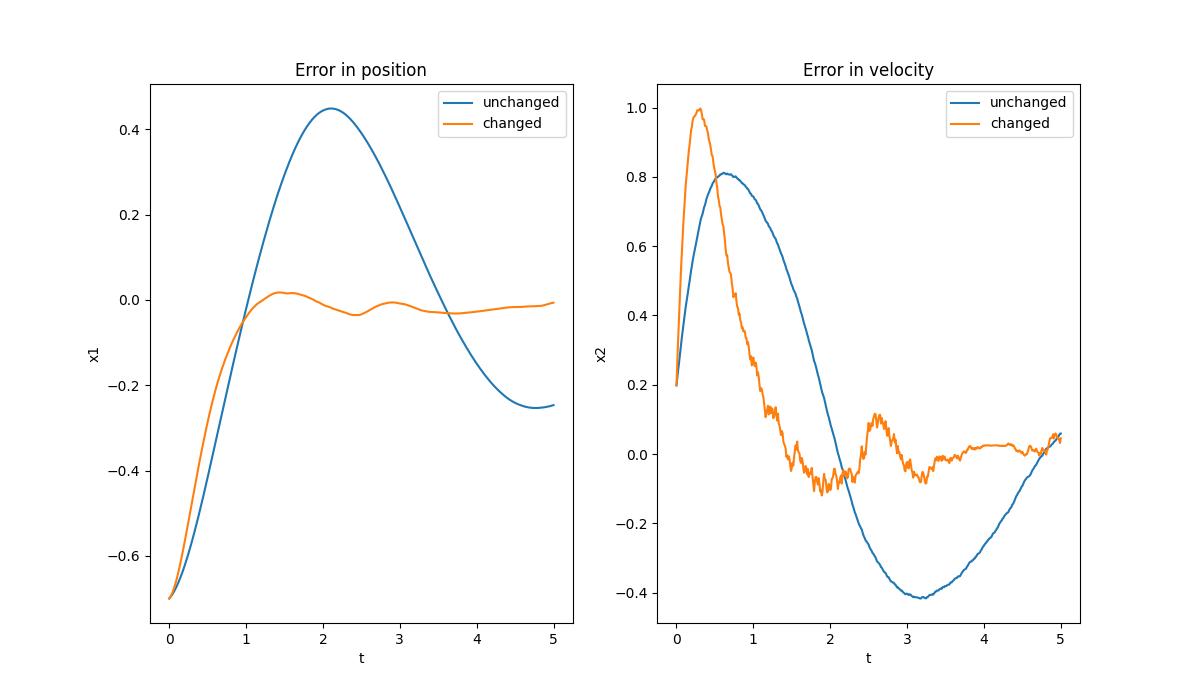 Error in position
unchanged
changed
0.4
0.2
0.0
−0.2
−0.4
−0.6
x1
0 1 2 3 4 5
t
Error in velocity
unchanged
changed
1.0
0.8
0.6
0.4
0.2
0.0
−0.2
−0.4
x2
0 1 2 3 4 5
t